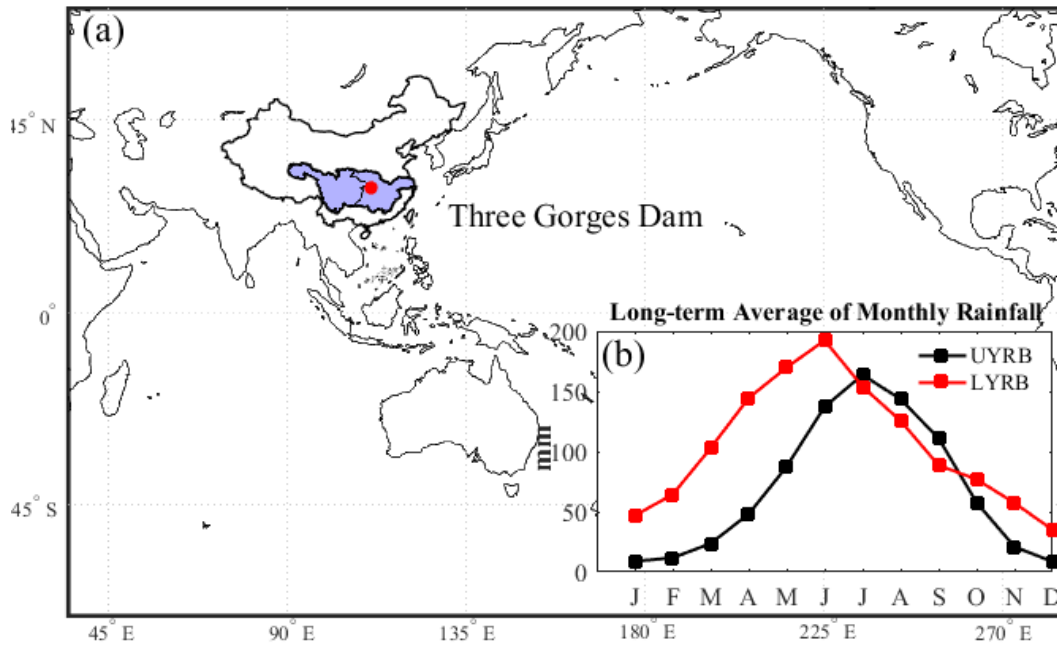 (a)
45° N
Three Gorges Dam
0°
Long-term Average of Monthly Rainfall
200
(b)
UYRB
LYRB
150
mm
100
50
0
45° S
J F M A M J J A S O N D
45° E 90° E 135° E 180° E 225° E 270° E